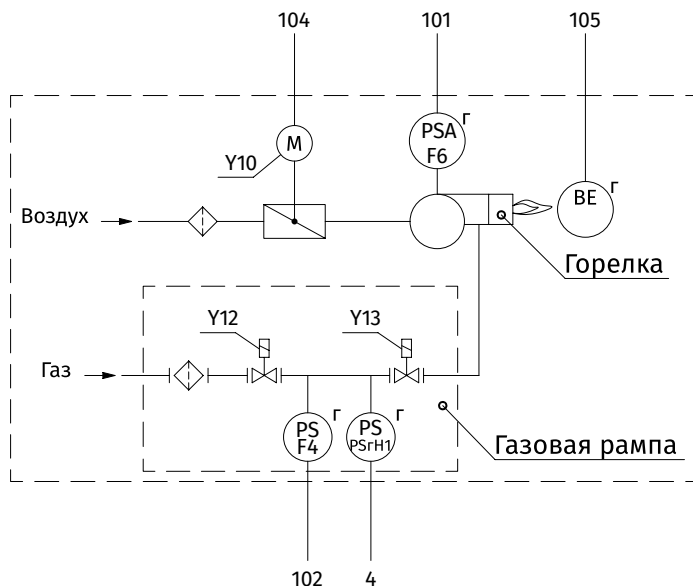 104
101
105
PSA
F6
г
M
Y10
BE
г
Воздух
Горелка
Y12
Y13
Газ
PS
F4
г
PS
PSгН1
г
Газовая рампа
102
4